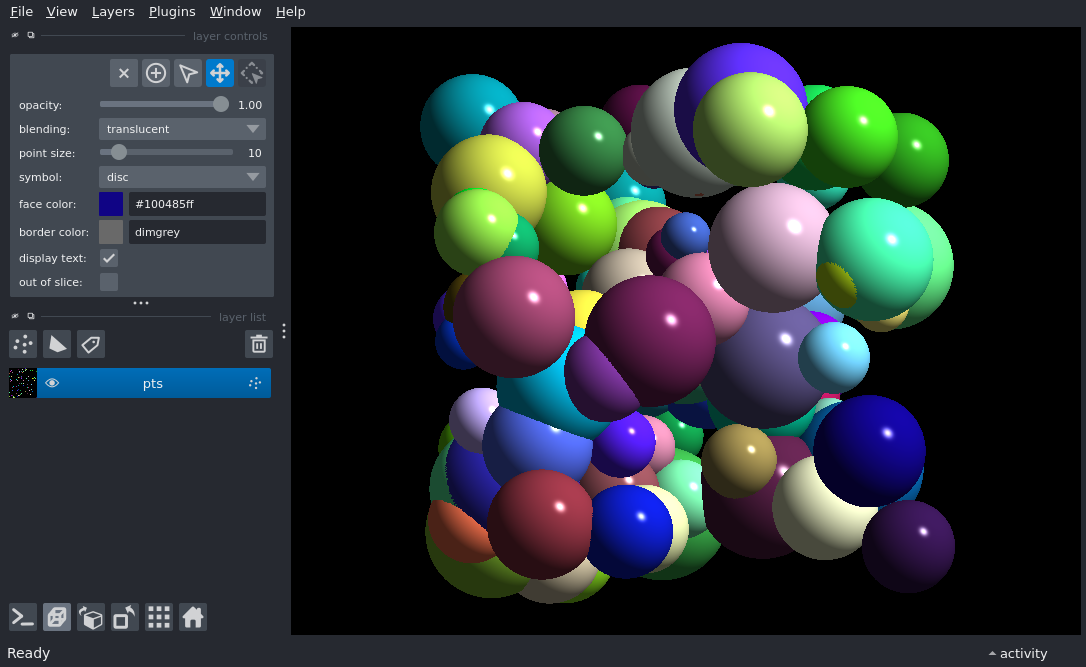 File View Layers Plugins Window Help
layer controls
opacity: 1.00
blending: translucent
point size: 10
symbol: disc
face color: #100485ff
border color: dimgrey
display text:
out of slice:
layer list
pts
Ready activity